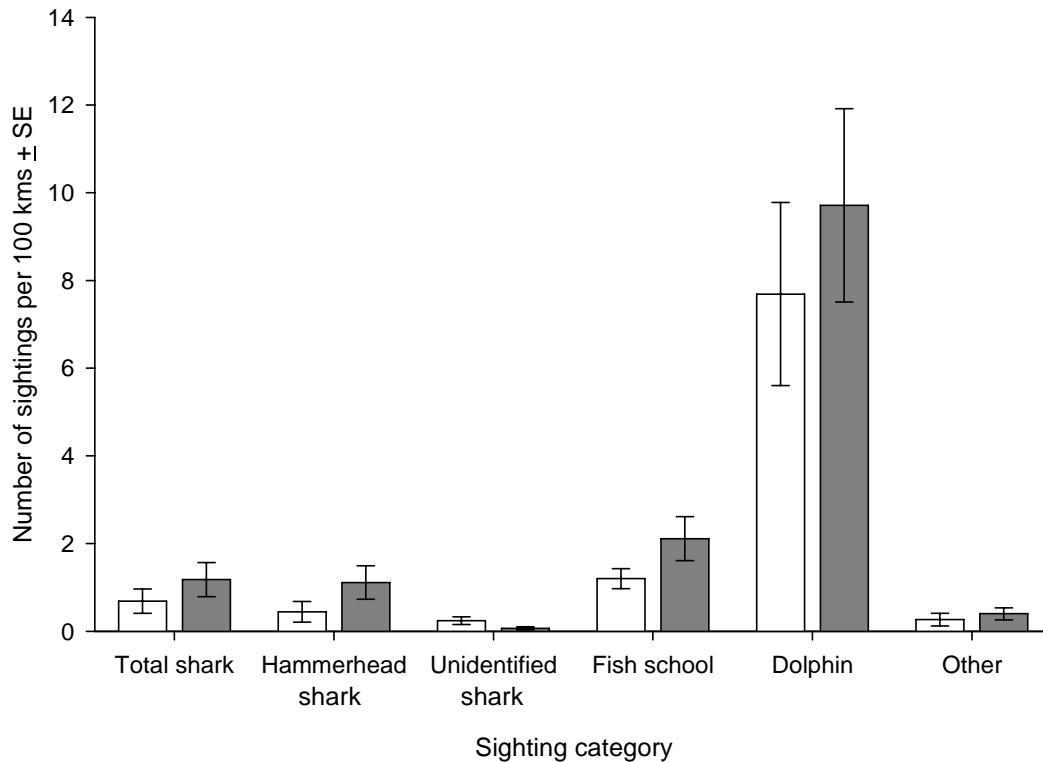 Number of sightings per 100 kms ± SE
14
12
10
8
6
4
2
0
Total shark
Hammerhead
shark
Unidentified
shark
Fish school
Dolphin
Other
Sighting category